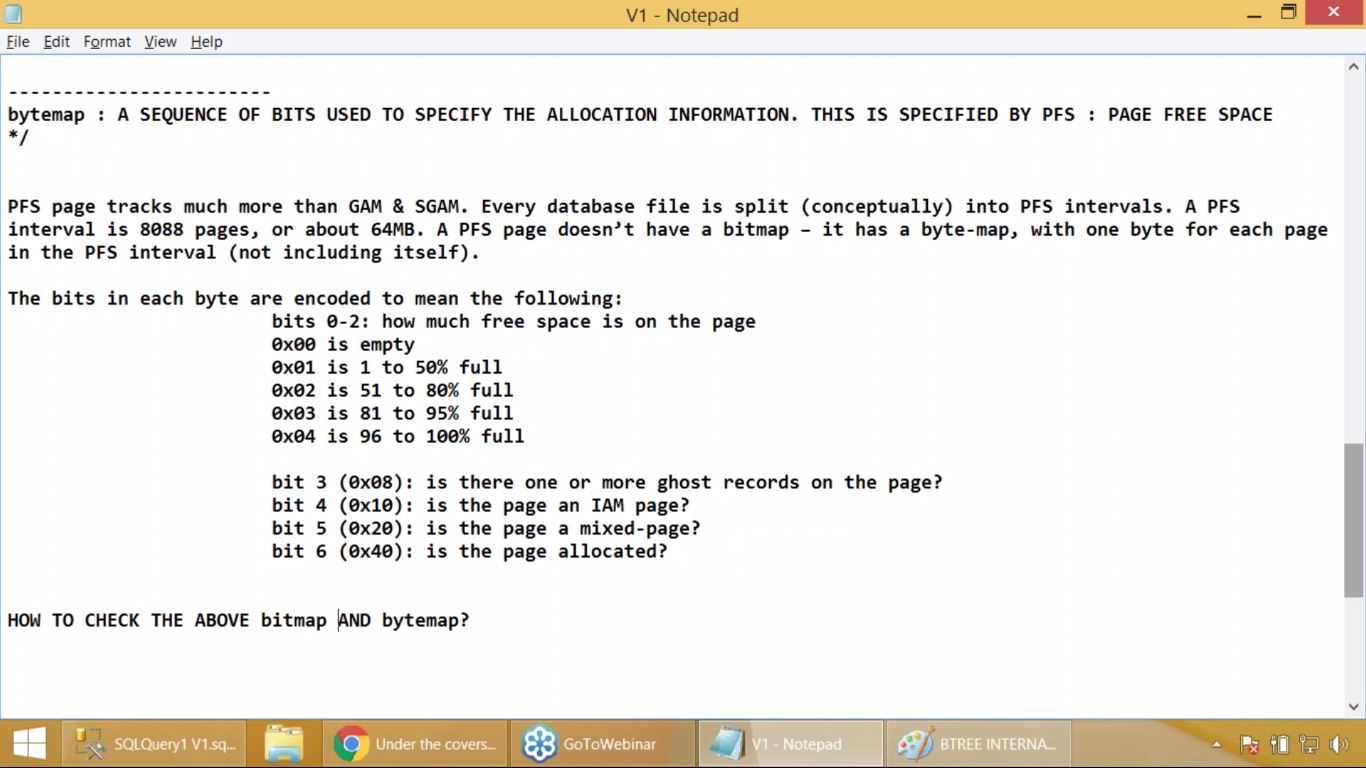 V1 - Notepad
File Edit Format View Help
------------------------
bytemap : A SEQUENCE OF BITS USED TO SPECIFY THE ALLOCATION INFORMATION. THIS IS SPECIFIED BY PFS : PAGE FREE SPACE
*/
PFS page tracks much more than GAM & SGAM. Every database file is split (conceptually) into PFS intervals. A PFS
interval is 8088 pages, or about 64MB. A PFS page doesn’t have a bitmap – it has a byte-map, with one byte for each page
in the PFS interval (not including itself).
The bits in each byte are encoded to mean the following:
bits 0-2: how much free space is on the page
0x00 is empty
0x01 is 1 to 50% full
0x02 is 51 to 80% full
0x03 is 81 to 95% full
0x04 is 96 to 100% full
bit 3 (0x08): is there one or more ghost records on the page?
bit 4 (0x10): is the page an IAM page?
bit 5 (0x20): is the page a mixed-page?
bit 6 (0x40): is the page allocated?
HOW TO CHECK THE ABOVE bitmap AND bytemap?
SQLQuery1 V1.sq... Under the covers... GoToWebinar V1 - Notepad BTREE INTERNA...